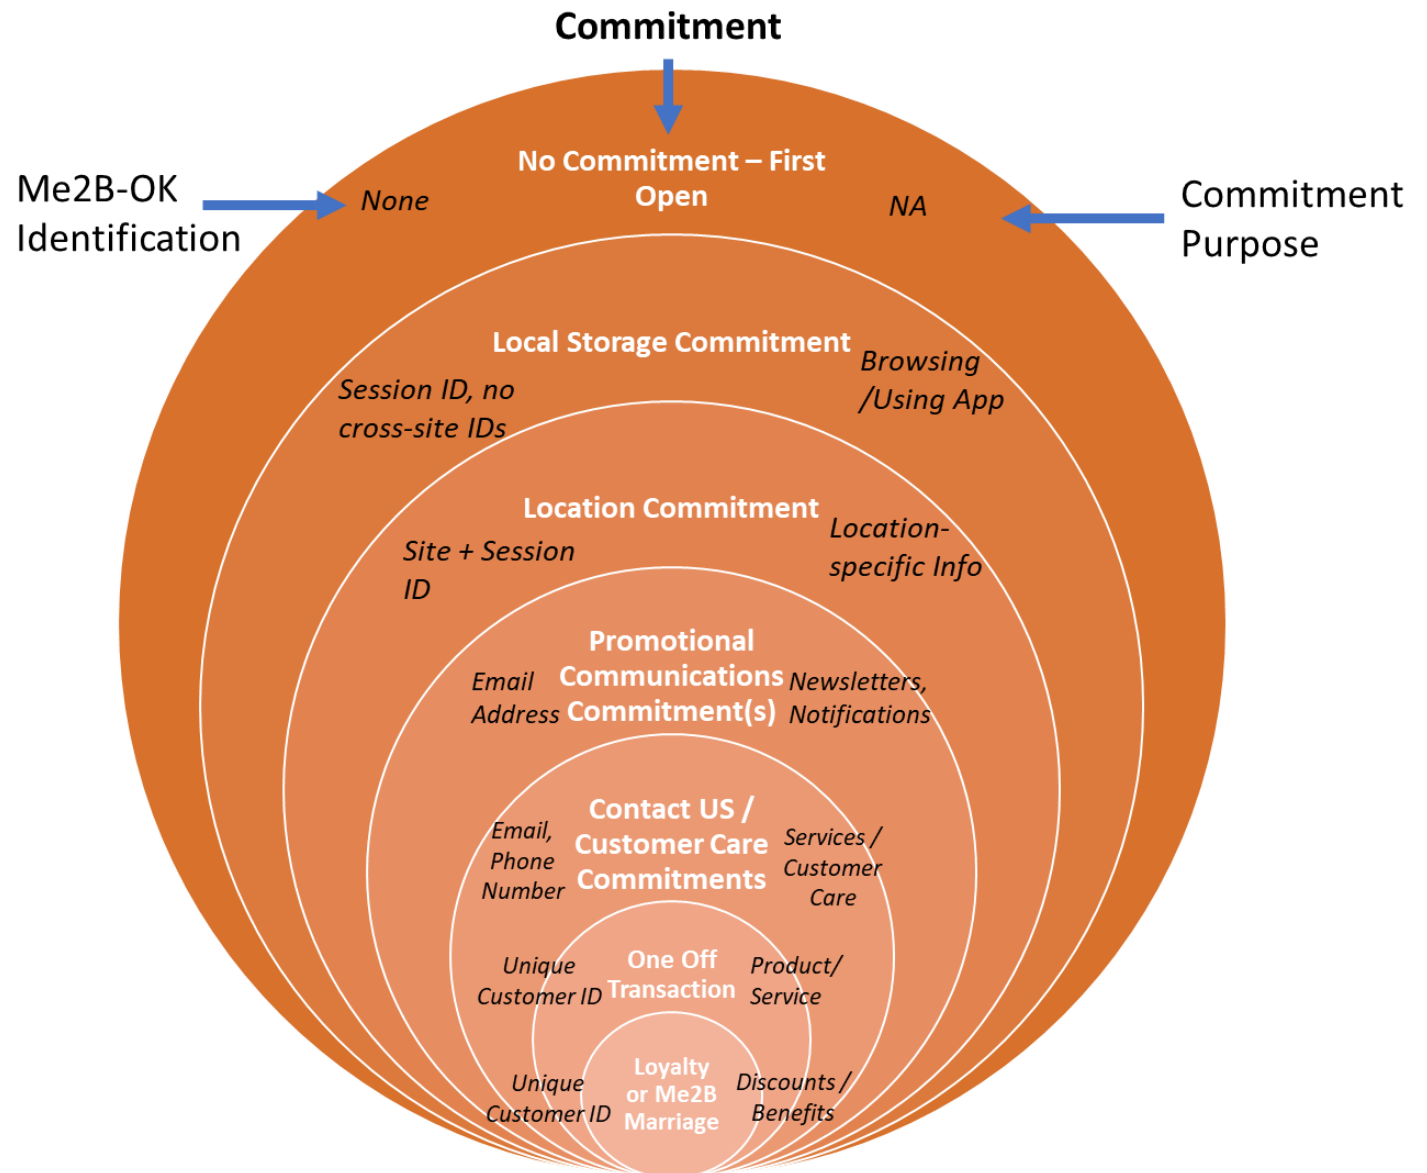 Commitment
Me2B-OK
Identification
Commitment
Purpose
No Commitment – First
Open
None
NA
Local Storage Commitment
Session ID, no
cross-site IDs
Browsing
/Using App
Location Commitment
Site + Session
ID
Location-
specific Info
Promotional
Communications
Commitment(s)
Email
Address
Newsletters,
Notifications
Contact US /
Customer Care
Commitments
Email,
Phone
Number
Services /
Customer
Care
One Off
Transaction
Unique
Customer ID
Product/
Service
Loyalty
or Me2B
Marriage
Unique
Customer ID
Discounts /
Benefits